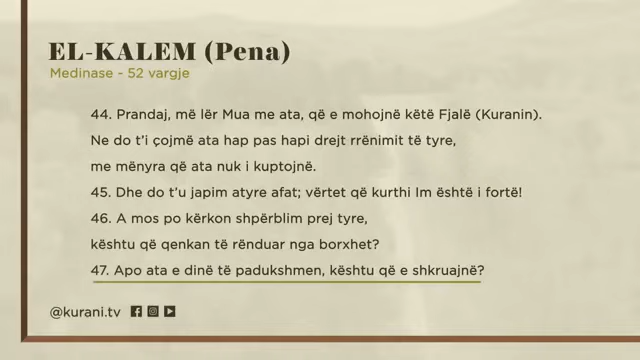 EL-KALEM (Pena)
Medinase - 52 vargje
44. Prandaj, më lër Mua me ata, që e mohojnë këtë Fjalë (Kuranin).
Ne do t'i çojmë ata hap pas hapi drejt rrënimit të tyre,
me mënyra që ata nuk i kuptojnë.
45. Dhe do t'u japim atyre afat; vërtet që kurthi Im është i fortë!
46. A mos po kërkon shpërblim prej tyre,
kështu që qenkan të rënduar nga borxhet?
47. Apo ata e dinë të padukshmen, kështu që e shkruajnë?
@kurani.tv